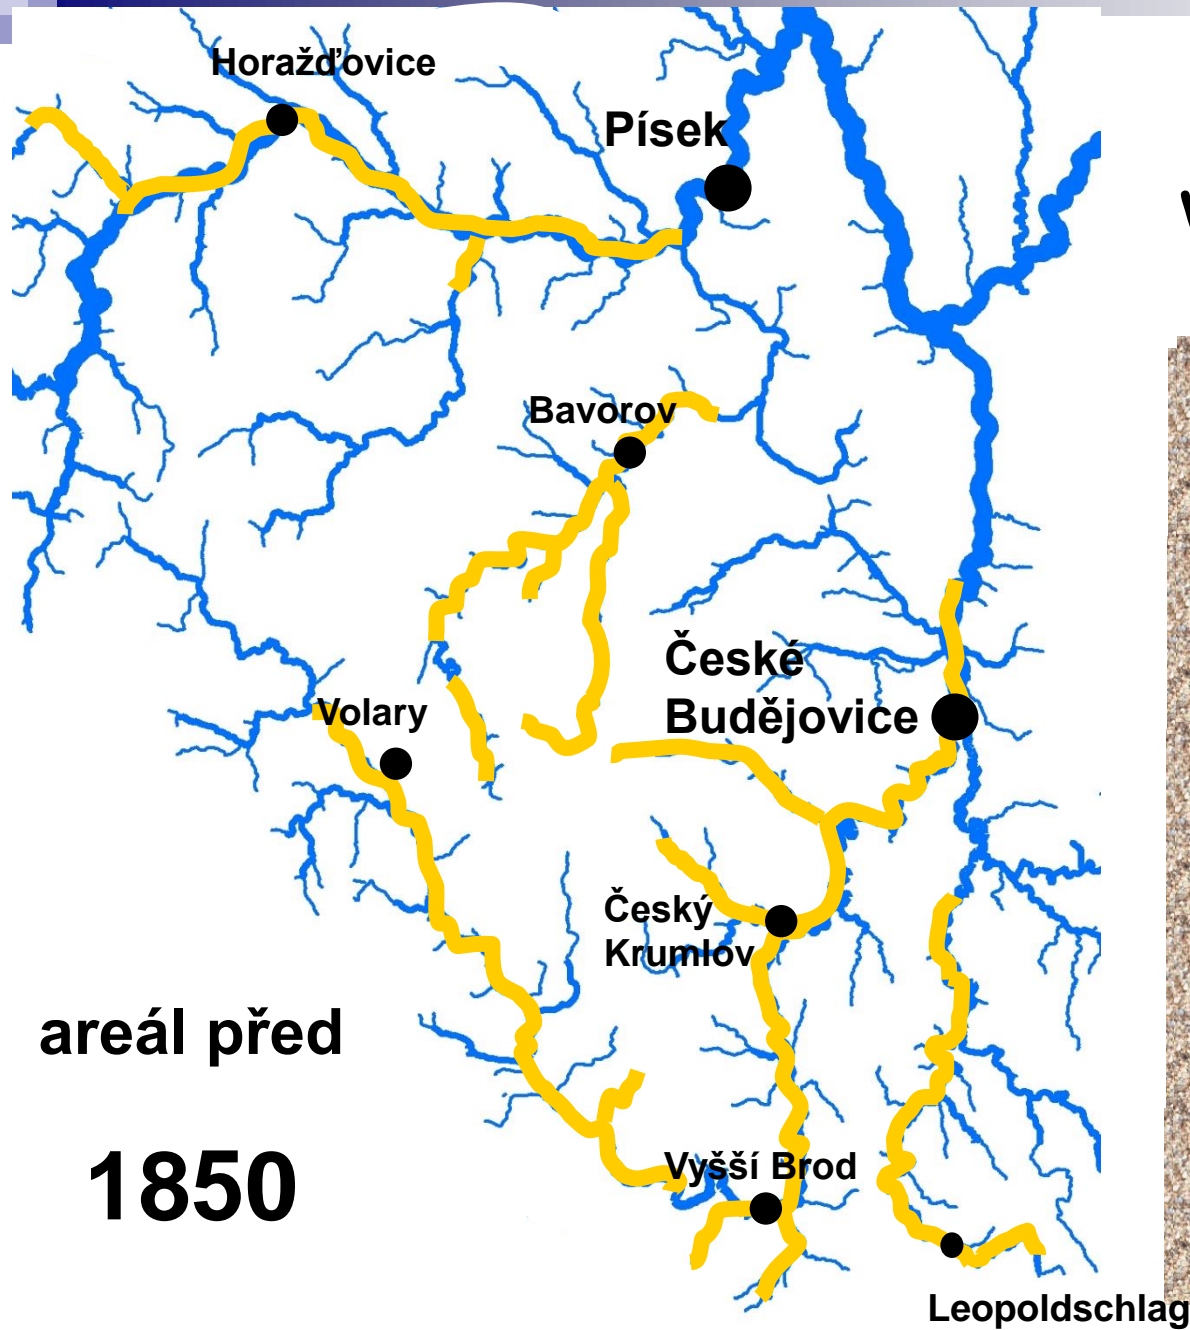 Horažďovice
Písek
Bavorov
České
Budějovice
Volary
Český
Krumlov
areál před
1850
Vyšší Brod
Leopoldschlag